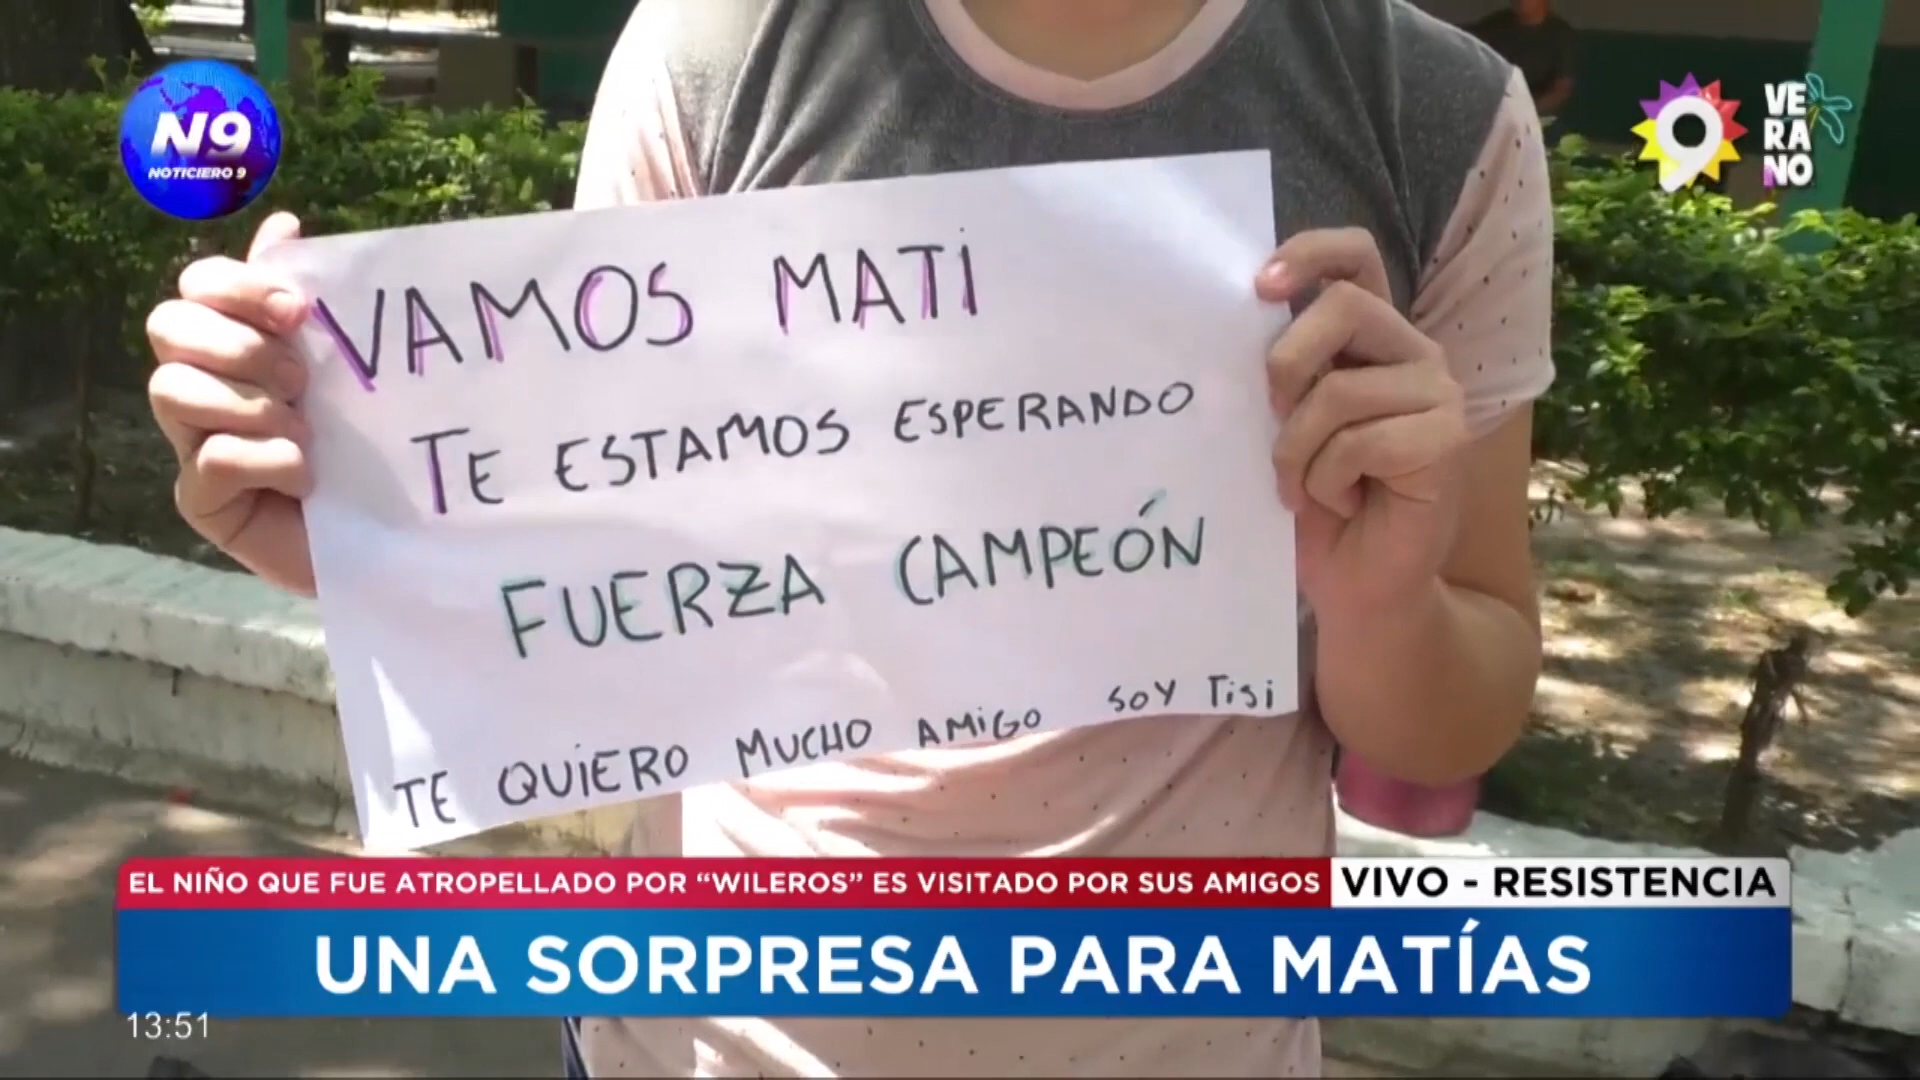 N9
NOTICIERO 9
9
VE
RA
NO
VAMOS MATi
TE ESTAMOS ESPERANDO
FUERZA CAMPEÓN
TE QUiERO MUCHO AMiGO SOY TiSi
EL NIÑO QUE FUE ATROPELLADO POR “WILEROS” ES VISITADO POR SUS AMIGOS
VIVO - RESISTENCIA
UNA SORPRESA PARA MATÍAS
13:51